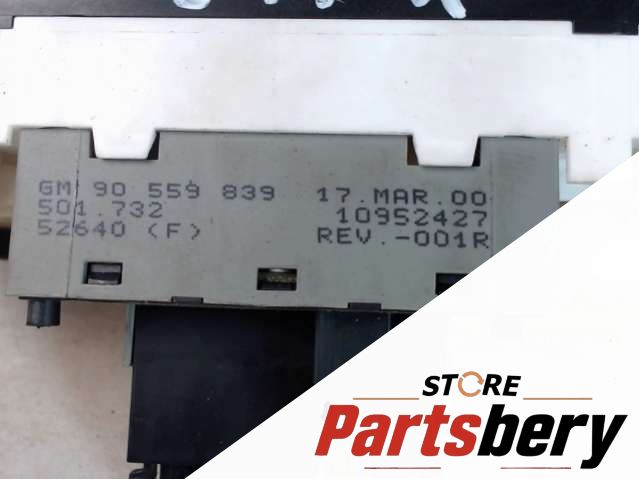 GM 90 559 839 17.MAR.00
501.732 10952427
52640 (F) REV.-001R
STORE
Partsbery